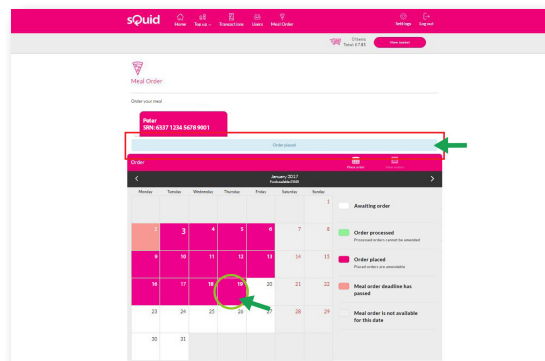 sQuid
Home Top up Transactions Users Meal Order
Settings Log out
0 Items
Total: £7.85
View basket
Meal Order
Order your meal
Peter
SRN: 6337 1234 5678 9001
Order placed
Order
January 2017
Monday Tuesday Wednesday Thursday Friday Saturday Sunday
1
2 3 4 5 6 7 8
9 10 11 12 13 14 15
16 17 18 19 20 21 22
23 24 25 26 27 28 29
30 31
Awaiting order
Order processed
Processed orders cannot be amended
Order placed
Placed orders are amendable
Meal order deadline has
passed
Meal order is not available
for this date